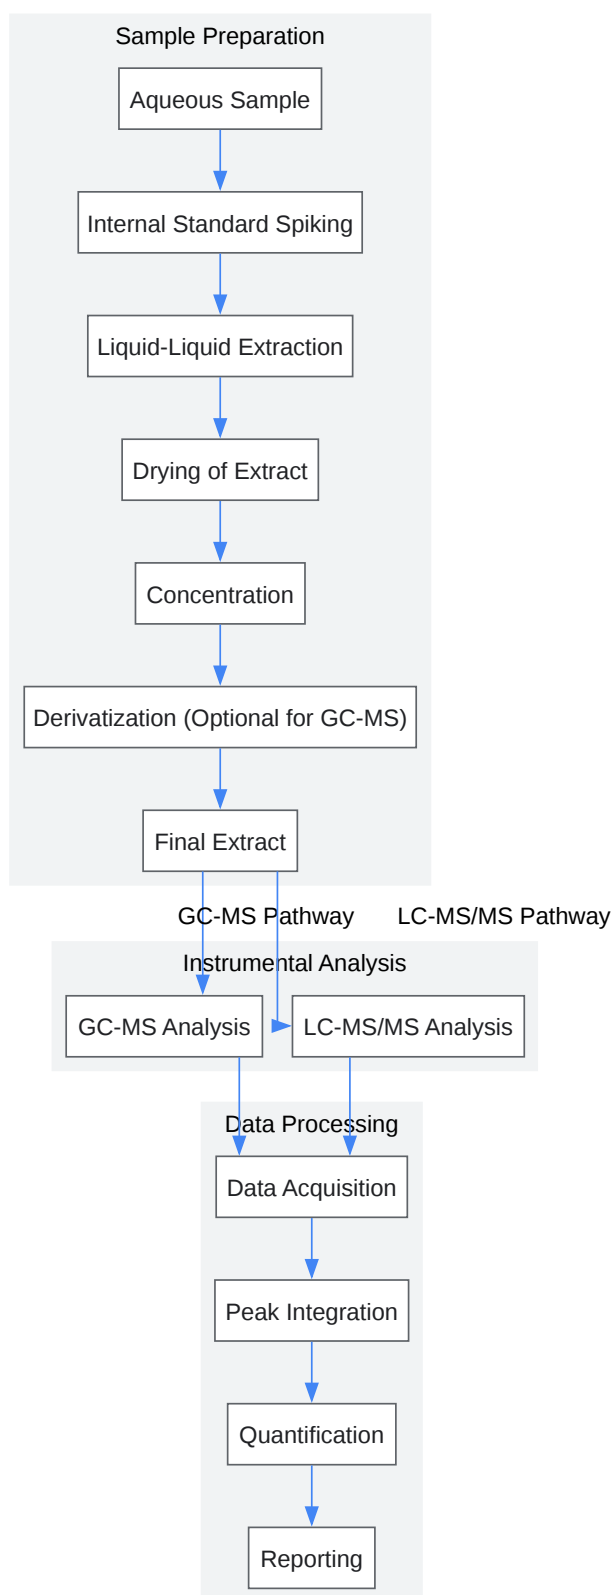 Sample Preparation
Aqueous Sample
Internal Standard Spiking
Liquid-Liquid Extraction
Drying of Extract
Concentration
Derivatization (Optional for GC-MS)
Final Extract
GC-MS Pathway
LC-MS/MS Pathway
Instrumental Analysis
GC-MS Analysis
LC-MS/MS Analysis
Data Processing
Data Acquisition
Peak Integration
Quantification
Reporting